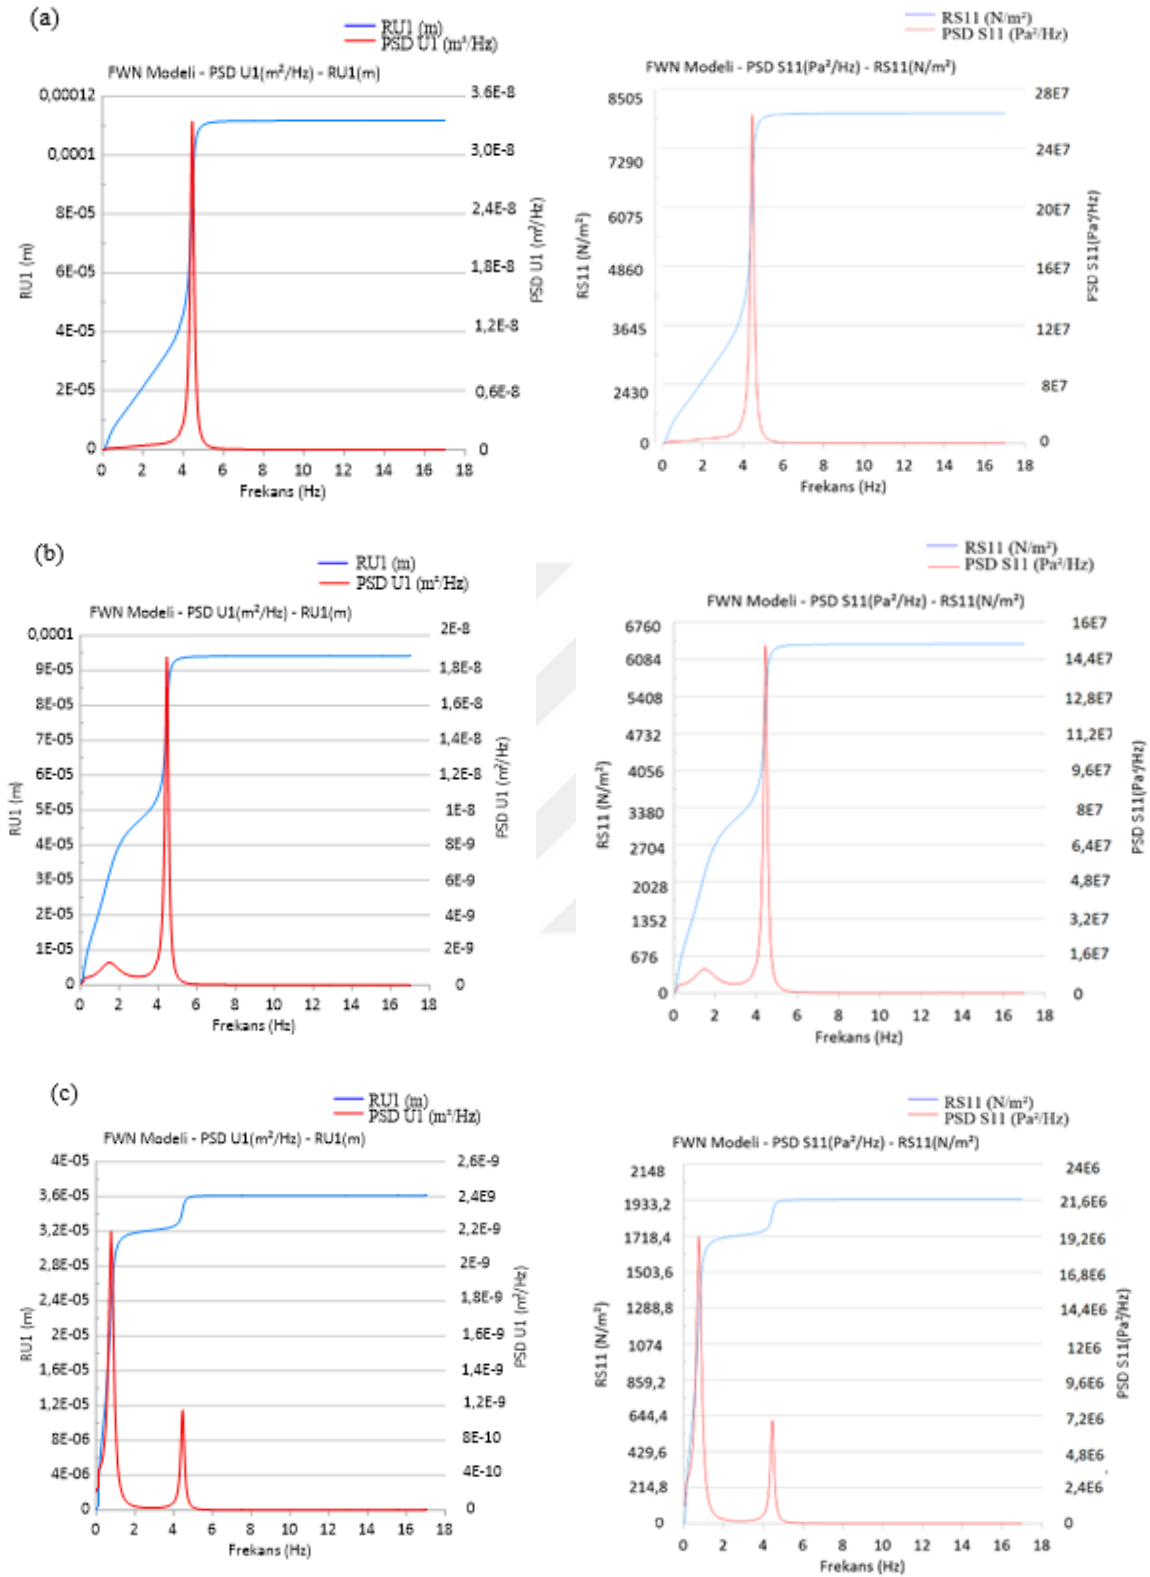 (a)
RU1 (m)
PSD U1 (m²/Hz)
FWN Modeli - PSD U1(m²/Hz) - RU1(m)
0,00012
0,0001
8E-05
6E-05
4E-05
2E-05
0
RU1 (m)
3.6E-8
3,0E-8
2,4E-8
1,8E-8
1,2E-8
0,6E-8
0
PSD U1 (m²/Hz)
0 2 4 6 8 10 12 14 16 18
Frekans (Hz)
RS11 (N/m²)
PSD S11 (Pa²/Hz)
FWN Modeli - PSD S11(Pa²/Hz) - RS11(N/m²)
8505
7290
6075
4860
3645
2430
0
RS11 (N/m²)
28E7
24E7
20E7
16E7
12E7
8E7
0
PSD S11(Pa²/Hz)
0 2 4 6 8 10 12 14 16 18
Frekans (Hz)
(b)
RU1 (m)
PSD U1 (m²/Hz)
FWN Modeli - PSD U1(m²/Hz) - RU1(m)
0,0001
9E-05
8E-05
7E-05
6E-05
5E-05
4E-05
3E-05
2E-05
1E-05
0
RU1 (m)
2E-8
1,8E-8
1,6E-8
1,4E-8
1,2E-8
1E-8
8E-9
6E-9
4E-9
2E-9
0
PSD U1 (m²/Hz)
0 2 4 6 8 10 12 14 16 18
Frekans (Hz)
RS11 (N/m²)
PSD S11 (Pa²/Hz)
FWN Modeli - PSD S11(Pa²/Hz) - RS11(N/m²)
6760
6084
5408
4732
4056
3380
2704
2028
1352
676
0
RS11 (N/m²)
16E7
14,4E7
12,8E7
11,2E7
9,6E7
8E7
6,4E7
4,8E7
3,2E7
1,6E7
0
PSD S11(Pa²/Hz)
0 2 4 6 8 10 12 14 16 18
Frekans (Hz)
(c)
RU1 (m)
PSD U1 (m²/Hz)
FWN Modeli - PSD U1(m²/Hz) - RU1(m)
4E-05
3,6E-05
3,2E-05
2,8E-05
2,4E-05
2E-05
1,6E-05
1,2E-05
8E-06
4E-06
0
RU1 (m)
2,6E-9
2,4E9
2,2E-9
2E-9
1,8E-9
1,6E-9
1,4E-9
1,2E-9
8E-10
4E-10
0
PSD U1 (m²/Hz)
0 2 4 6 8 10 12 14 16 18
Frekans (Hz)
RS11 (N/m²)
PSD S11 (Pa²/Hz)
FWN Modeli - PSD S11(Pa²/Hz) - RS11(N/m²)
2148
1933,2
1718,4
1503,6
1288,8
1074
859,2
644,4
429,6
214,8
0
RS11 (N/m²)
24E6
21,6E6
19,2E6
16,8E6
14,4E6
12E6
9,6E6
7,2E6
4,8E6
2,4E6
0
PSD S11(Pa²/Hz)
0 2 4 6 8 10 12 14 16 18
Frekans (Hz)